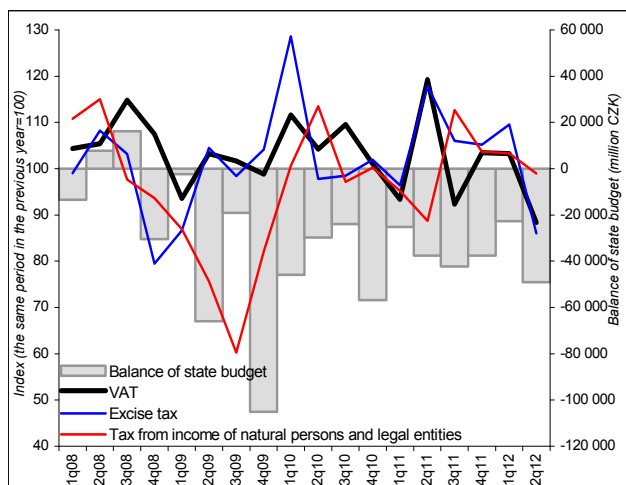 Index (the same period in the previous year=100)
130
120
110
100
90
80
70
60
50
40
60 000
40 000
20 000
0
-20 000
-40 000
-60 000
-80 000
-100 000
-120 000
Balance of state budget (million CZK)
Balance of state budget
VAT
Excise tax
Tax from income of natural persons and legal entities
1q08
2q08
3q08
4q08
1q09
2q09
3q09
4q09
1q10
2q10
3q10
4q10
1q11
2q11
3q11
4q11
1q12
2q12